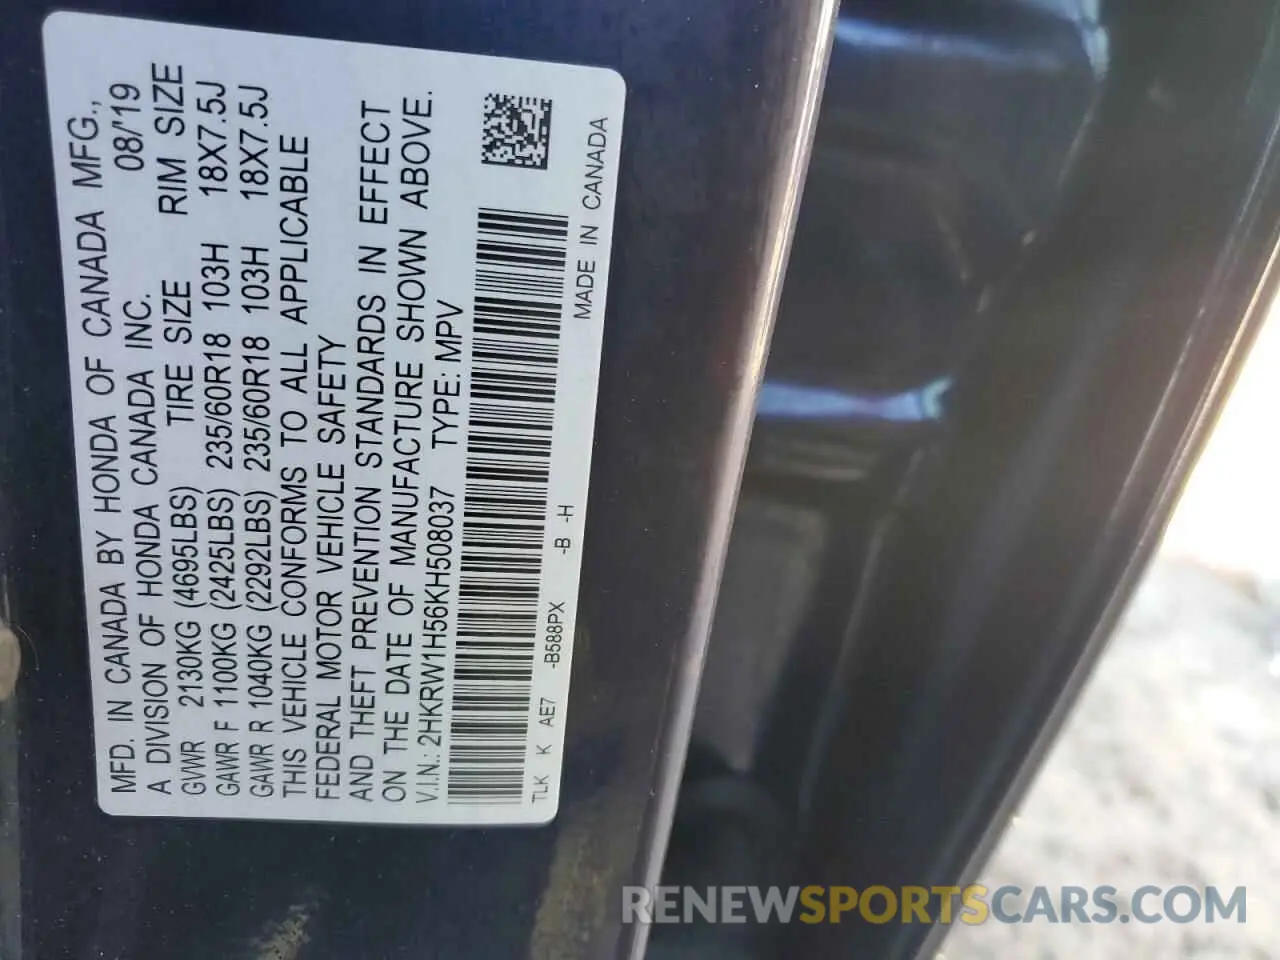 MFD. IN CANADA BY HONDA OF CANADA MFG.,
A DIVISION OF HONDA CANADA INC. 08/'19
TIRE SIZE RIM SIZE
GVWR 2130KG (4695LBS)
GAWR F 1100KG (2425LBS) 235/60R18 103H 18X7.5J
GAWR R 1040KG (2292LBS) 235/60R18 103H 18X7.5J
THIS VEHICLE CONFORMS TO ALL APPLICABLE
FEDERAL MOTOR VEHICLE SAFETY
AND THEFT PREVENTION STANDARDS IN EFFECT
ON THE DATE OF MANUFACTURE SHOWN ABOVE.
V.I.N.: 2HKRW1H56KH508037 TYPE: MPV
TLK K AE7 -B588PX -B -H
MADE IN CANADA
RENEWSPORTSCARS.COM